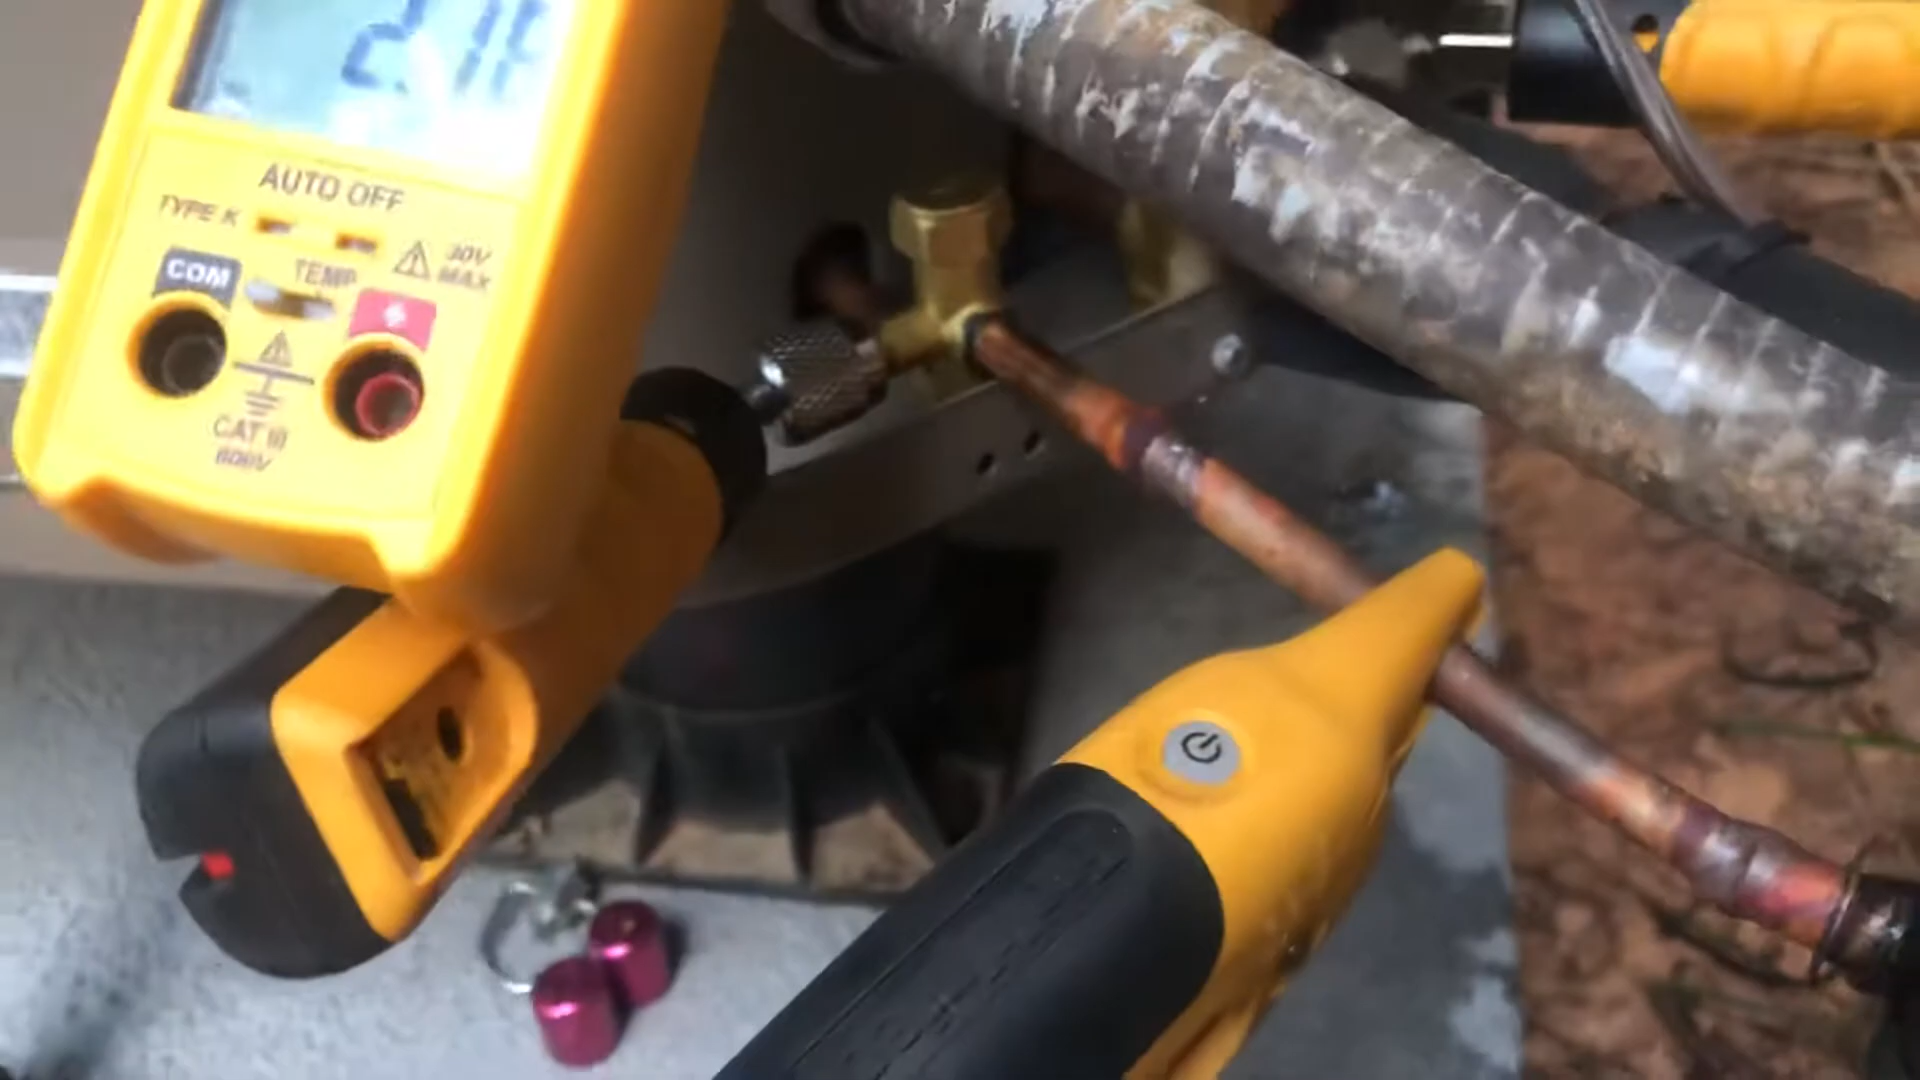 AUTO OFF
TYPE K
30V
MAX
COM
TEMP
CAT III
600V